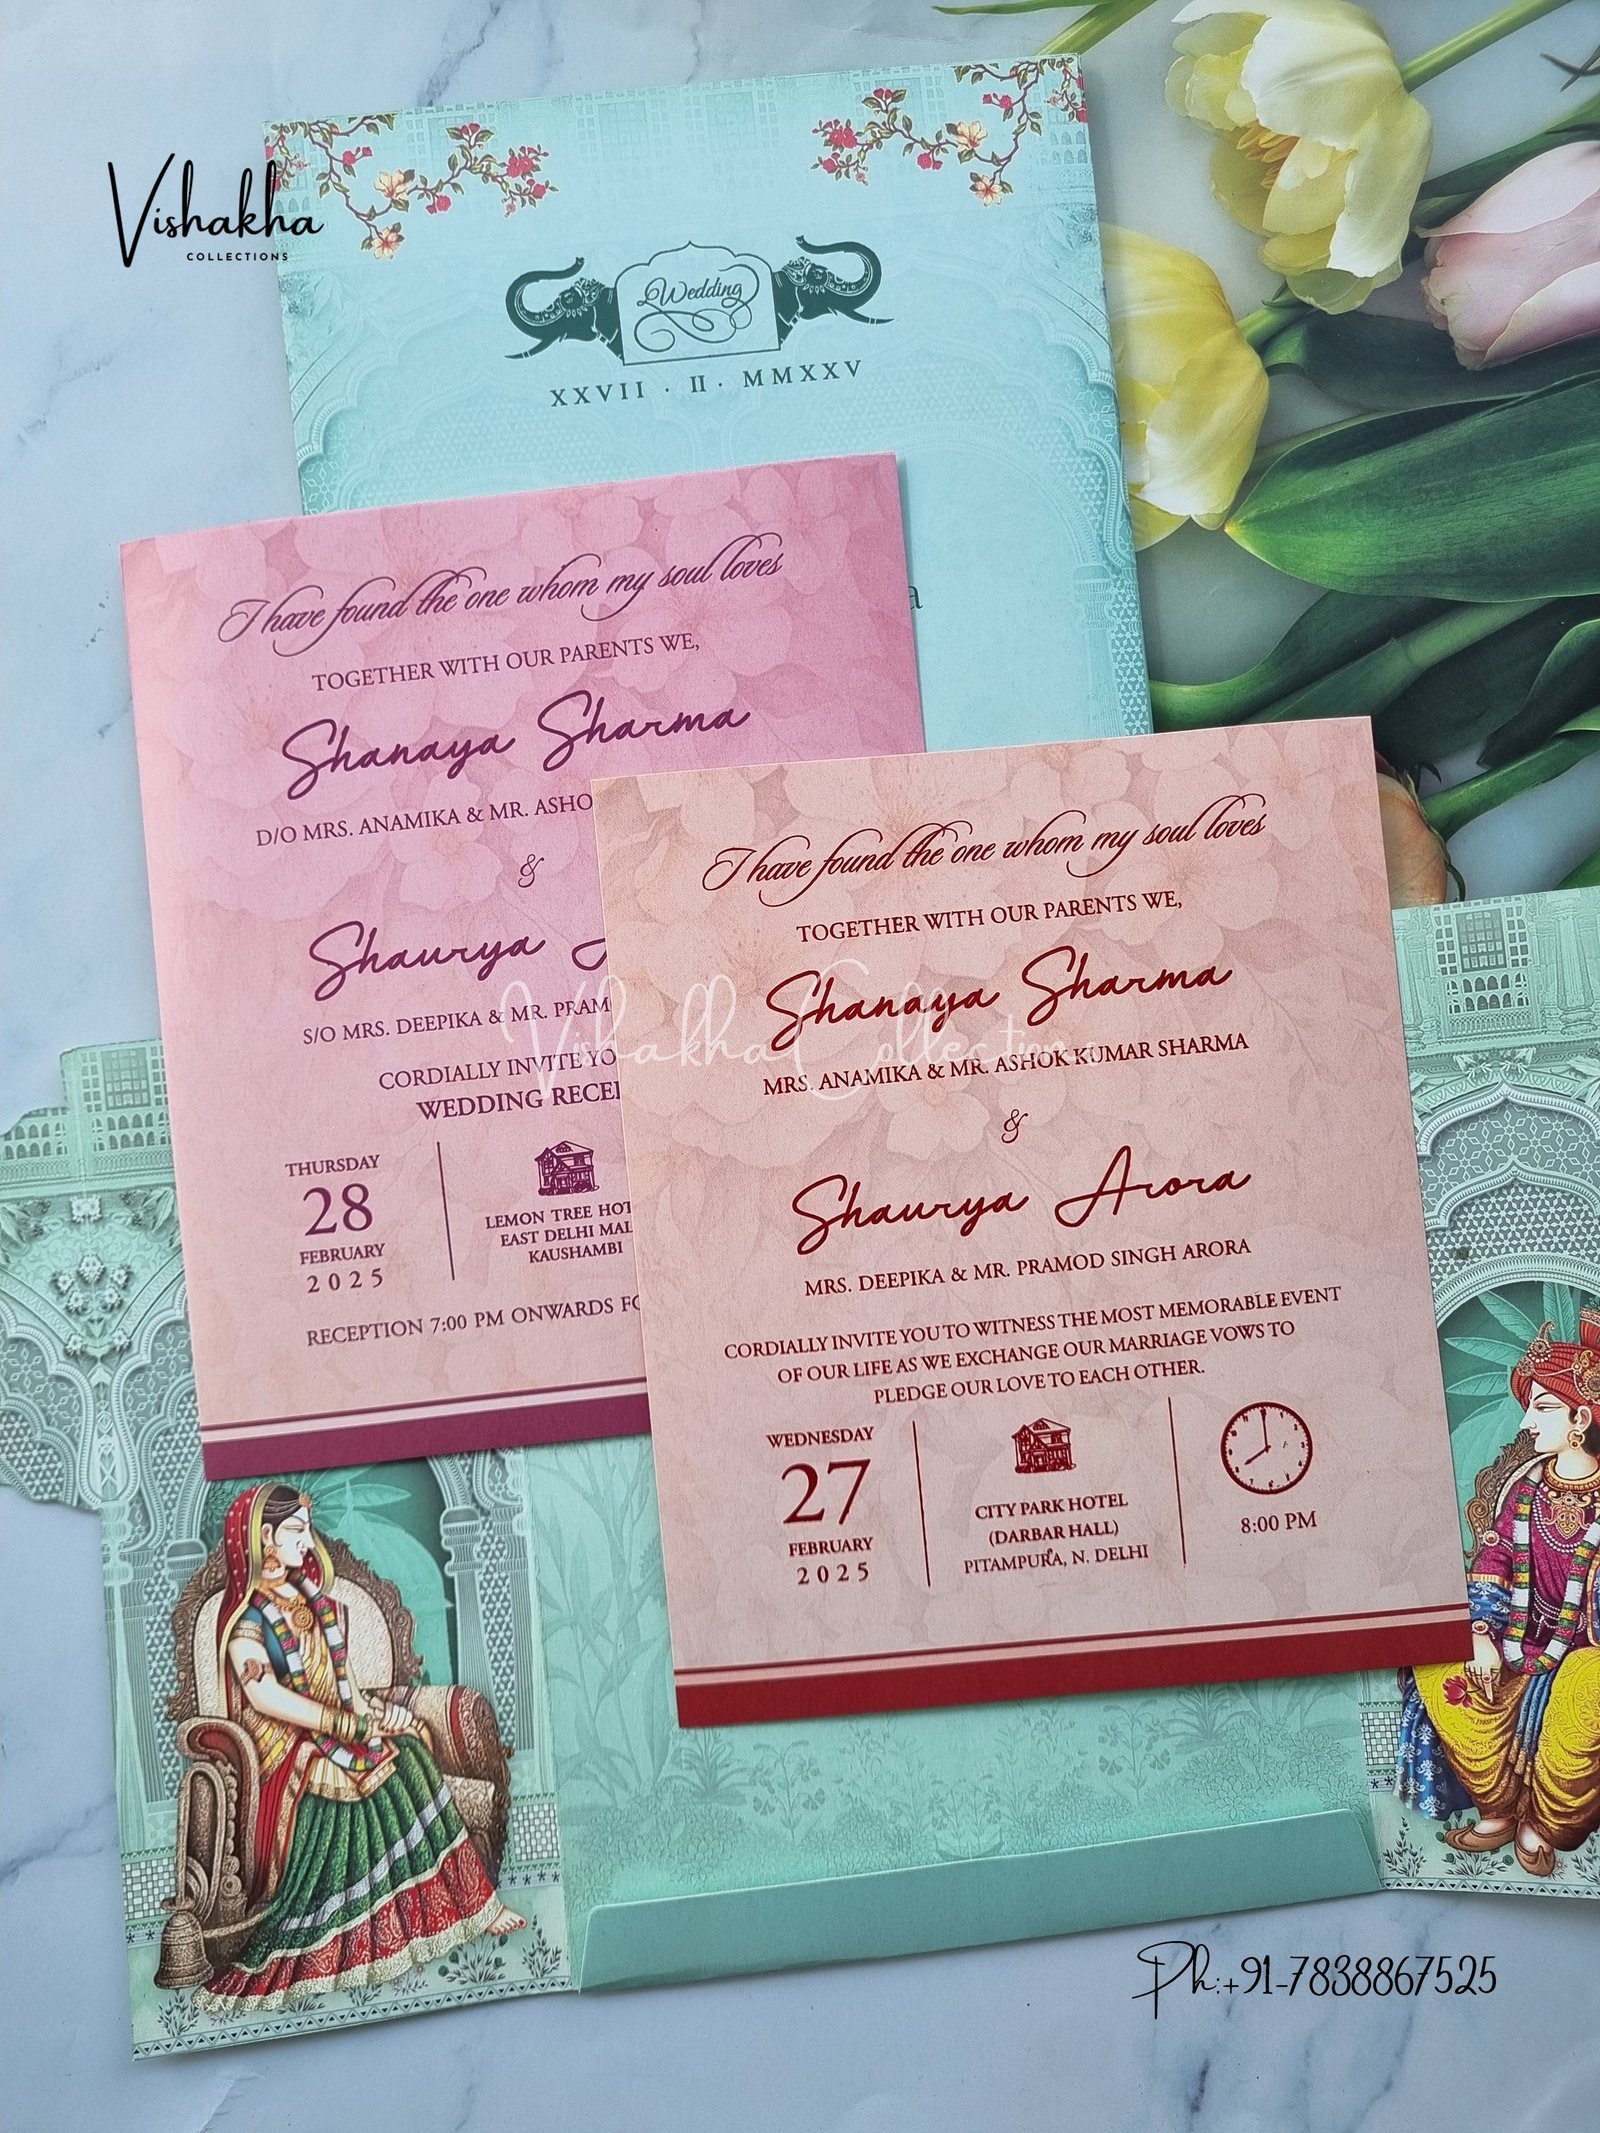 Vishakha
COLLECTIONS
Wedding
XXVII . II . MMXXV
a
I have found the one whom my soul loves
TOGETHER WITH OUR PARENTS WE,
Shanaya Sharma
D/O MRS. ANAMIKA & MR. ASHO
&
Shaurya
S/O MRS. DEEPIKA & MR. PRAM
CORDIALLY INVITE YO
WEDDING RECE
THURSDAY
28
FEBRUARY
2025
LEMON TREE HOT
EAST DELHI MAL
KAUSHAMBI
RECEPTION 7:00 PM ONWARDS FO
I have found the one whom my soul loves
TOGETHER WITH OUR PARENTS WE,
Shanaya Sharma
Vishakha Collections
MRS. ANAMIKA & MR. ASHOK KUMAR SHARMA
&
Shaurya Arora
MRS. DEEPIKA & MR. PRAMOD SINGH ARORA
CORDIALLY INVITE YOU TO WITNESS THE MOST MEMORABLE EVENT
OF OUR LIFE AS WE EXCHANGE OUR MARRIAGE VOWS TO
PLEDGE OUR LOVE TO EACH OTHER.
WEDNESDAY
27
FEBRUARY
2025
CITY PARK HOTEL
(DARBAR HALL)
PITAMPURA, N. DELHI
8:00 PM
Ph:+91-7838867525